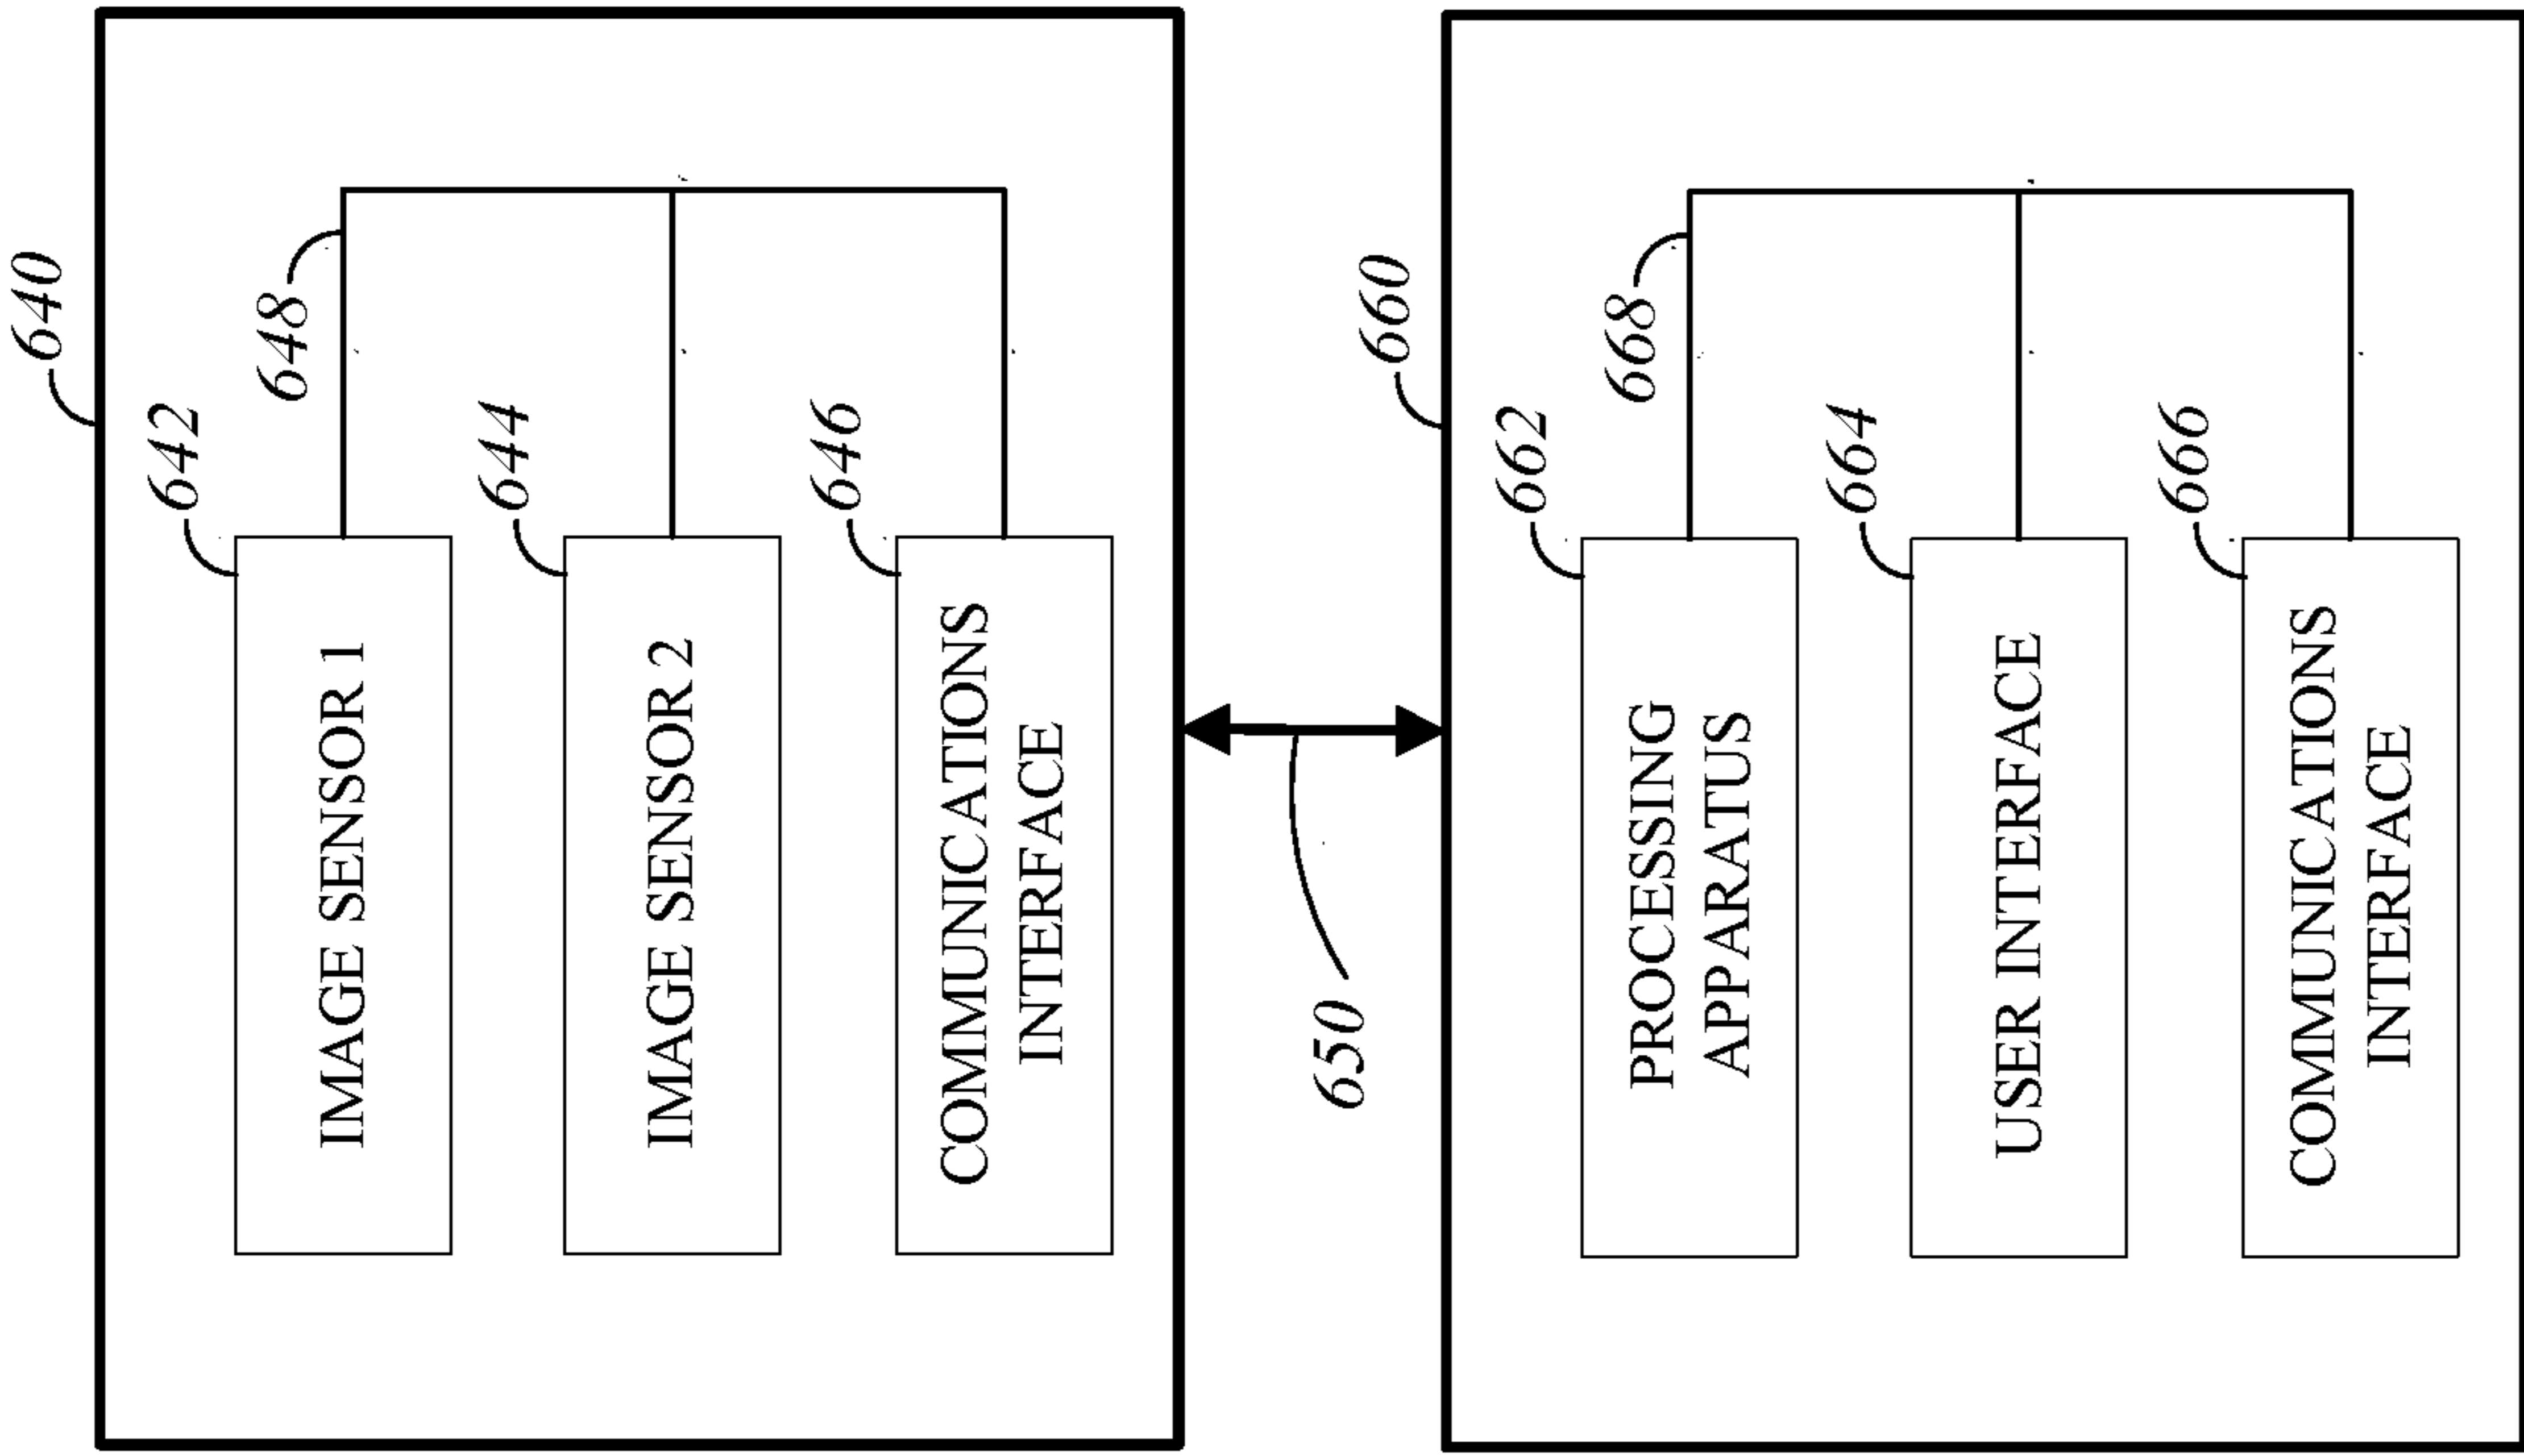 640
648
642
IMAGE SENSOR 1
644
IMAGE SENSOR 2
646
COMMUNICATIONS
INTERFACE
650
660
668
662
PROCESSING
APPARATUS
664
USER INTERFACE
666
COMMUNICATIONS
INTERFACE